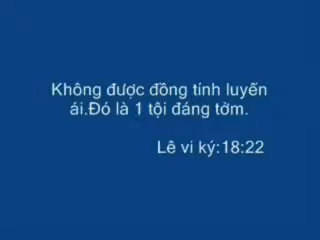 Không được đồng tính luyến
ái.Đó là 1 tội đáng tởm.
Lê vi ký:18:22